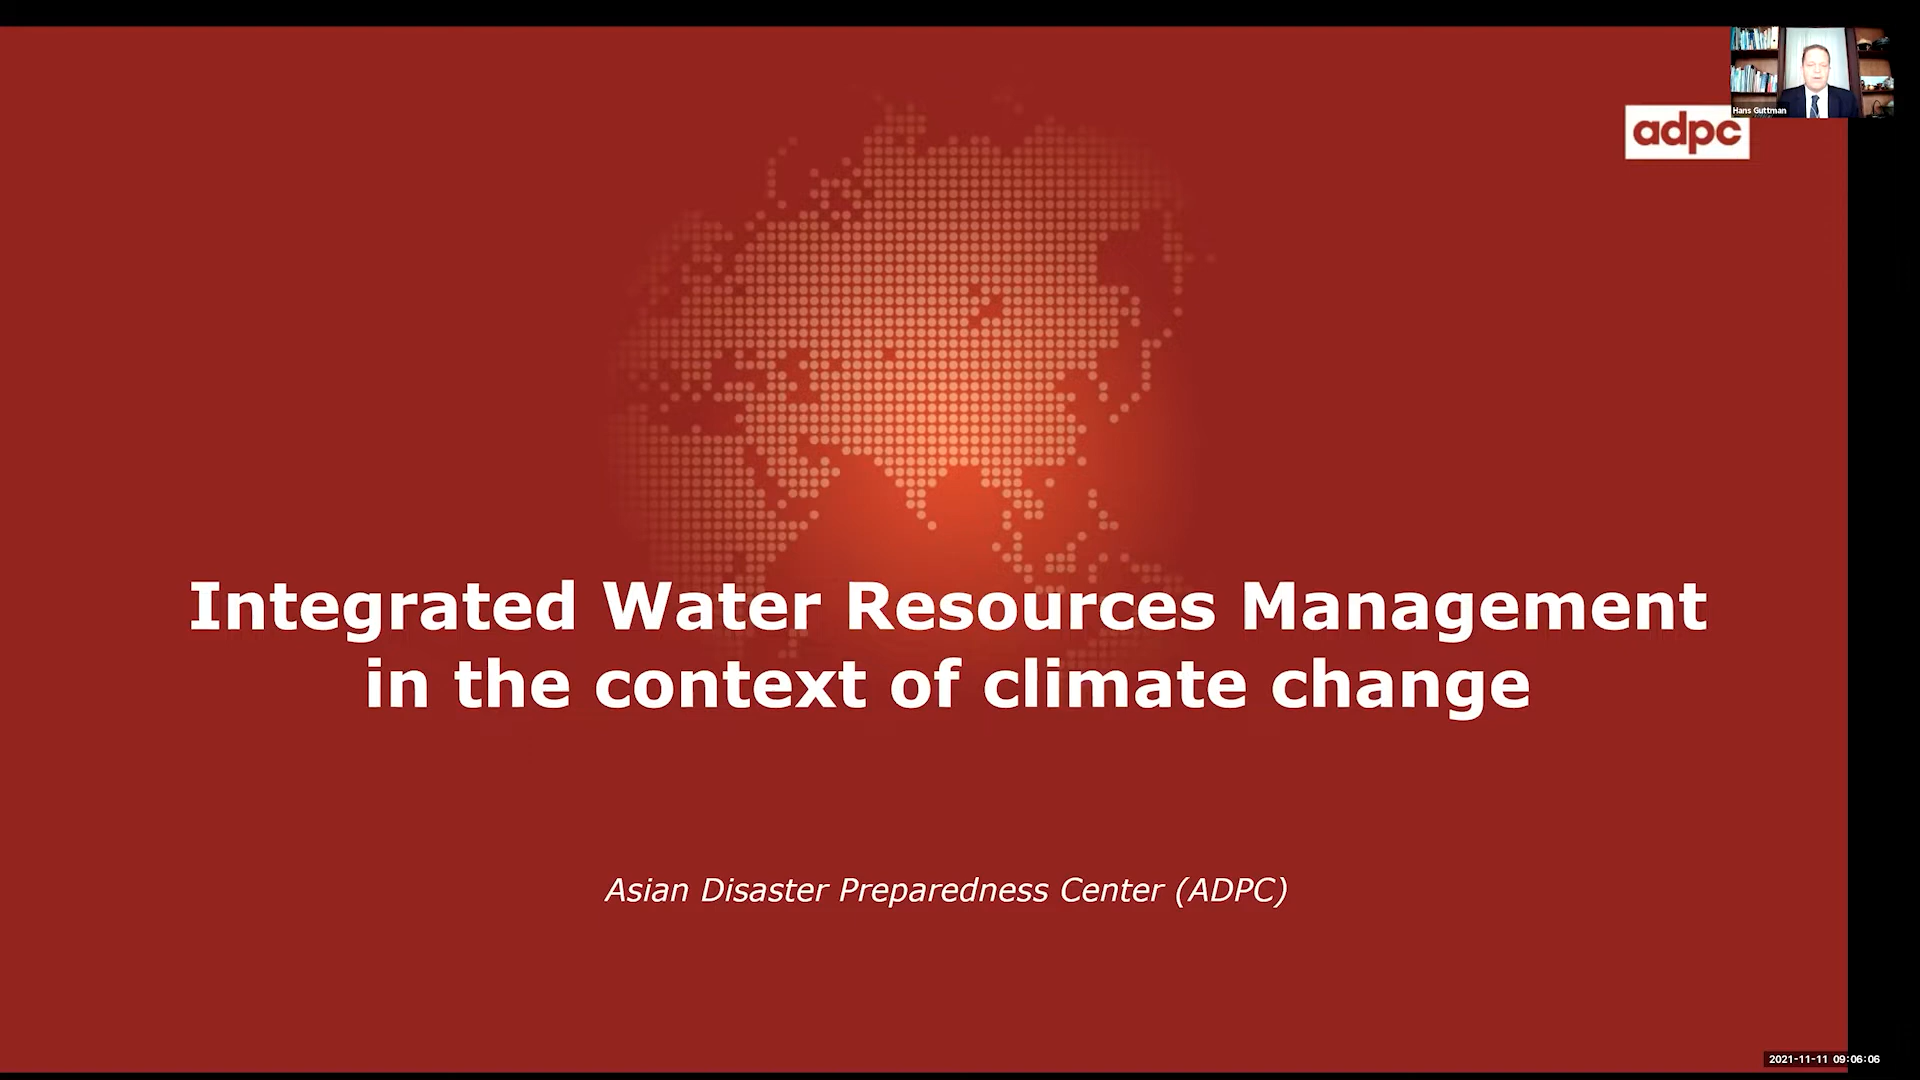 Hans Guttman
adpc
Integrated Water Resources Management
in the context of climate change
Asian Disaster Preparedness Center (ADPC)
2021-11-11 09:06:06